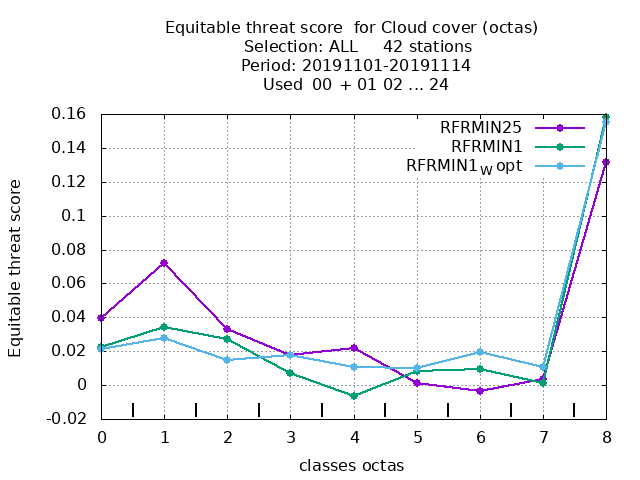 Equitable threat score  for Cloud cover (octas)
Selection: ALL     42 stations
Period: 20191101-20191114
Used  00 + 01 02 ... 24
RFRMIN25
RFRMIN1
RFRMIN1W opt
Equitable threat score
0.16
0.14
0.12
0.1
0.08
0.06
0.04
0.02
0
-0.02
0 1 2 3 4 5 6 7 8
classes octas